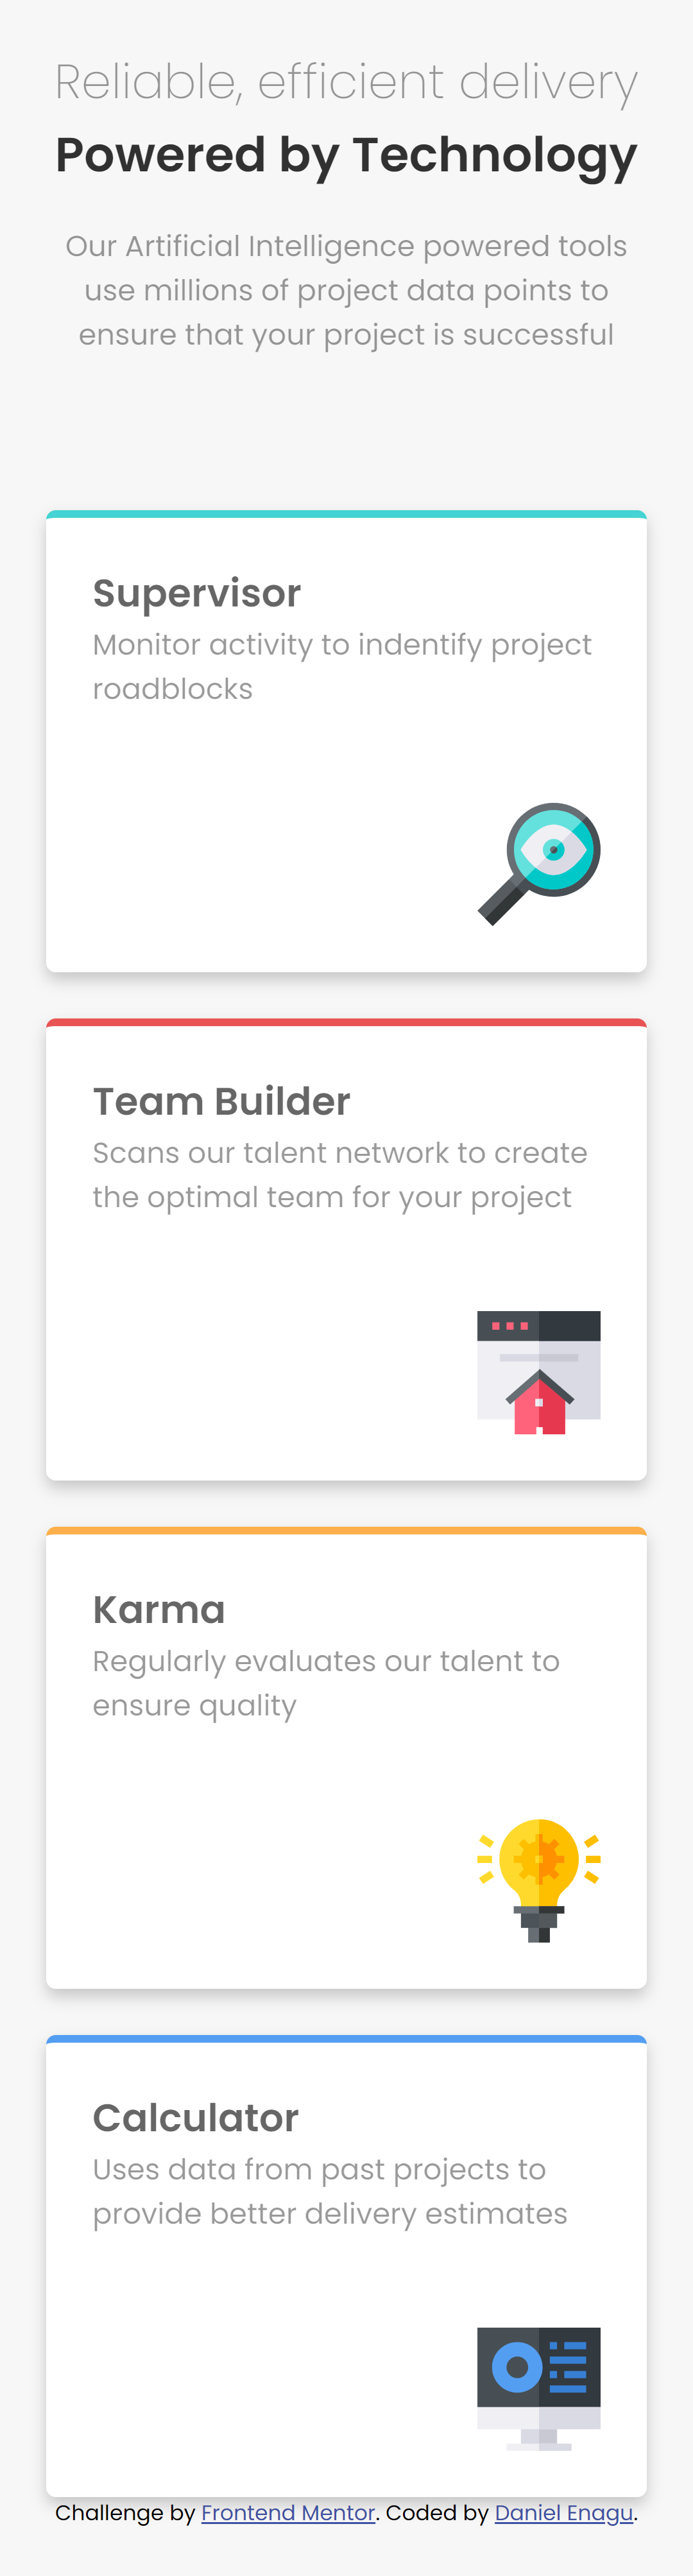 Reliable, efficient delivery
Powered by Technology
Our Artificial Intelligence powered tools
use millions of project data points to
ensure that your project is successful
Supervisor
Monitor activity to indentify project
roadblocks
Team Builder
Scans our talent network to create
the optimal team for your project
Karma
Regularly evaluates our talent to
ensure quality
Calculator
Uses data from past projects to
provide better delivery estimates
Challenge by Frontend Mentor. Coded by Daniel Enagu.